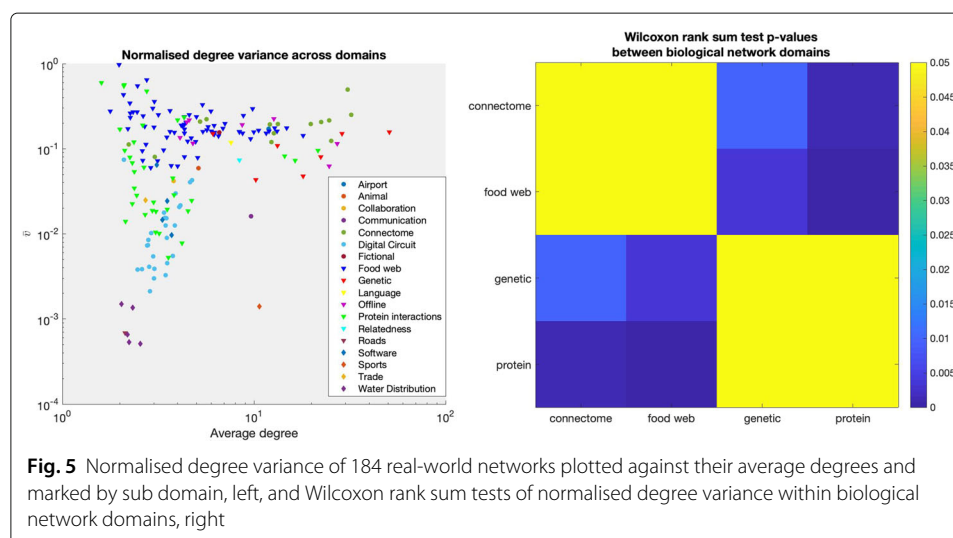 Normalised degree variance across domains
10^0
10^-1
10^-2
10^-3
10^-4
v̄
10^0
10^1
10^2
Average degree
Airport
Animal
Collaboration
Communication
Connectome
Digital Circuit
Fictional
Food web
Genetic
Language
Offline
Protein interactions
Relatedness
Roads
Software
Sports
Trade
Water Distribution
Wilcoxon rank sum test p-values
between biological network domains
connectome
food web
genetic
protein
connectome
food web
genetic
protein
0.05
0.045
0.04
0.035
0.03
0.025
0.02
0.015
0.01
0.005
0
Fig. 5 Normalised degree variance of 184 real-world networks plotted against their average degrees and
marked by sub domain, left, and Wilcoxon rank sum tests of normalised degree variance within biological
network domains, right